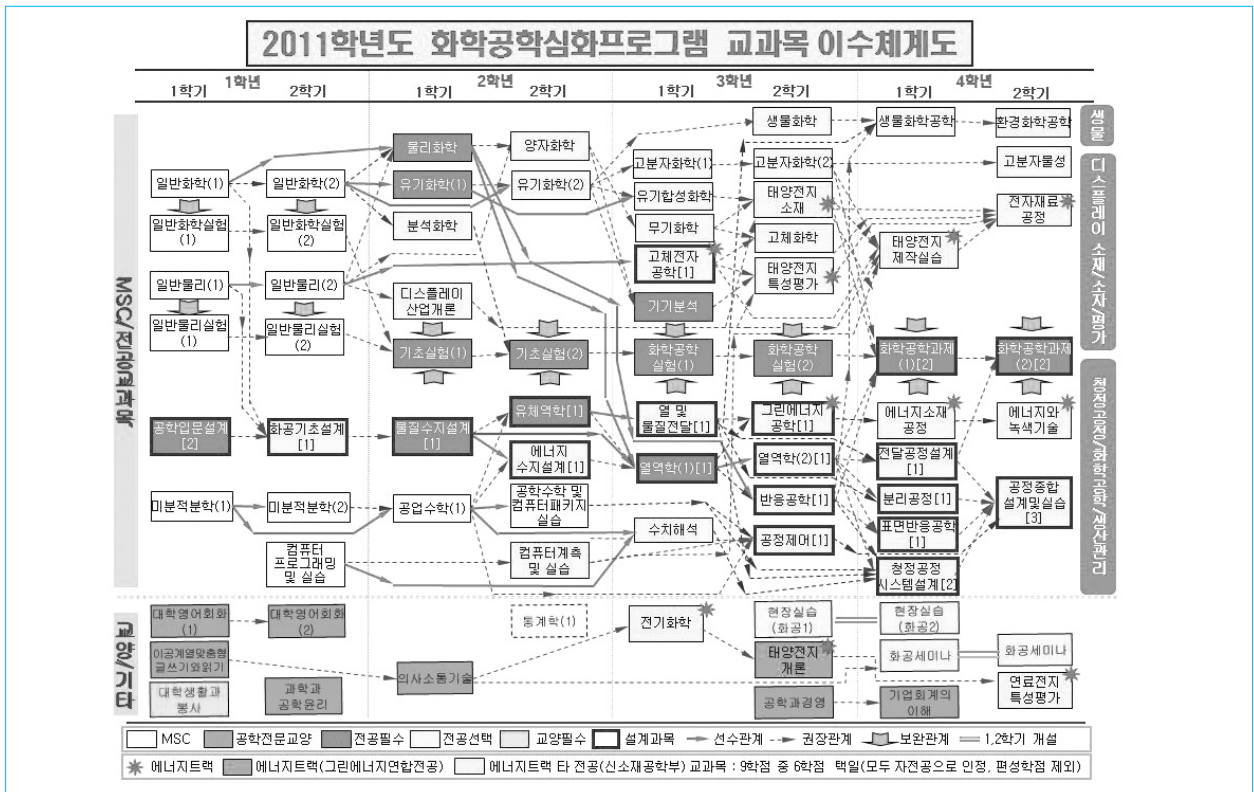 2011학년도 화학공학심화프로그램 교과목 이수체계도
1학년
2학년
3학년
4학년
1학기
2학기
1학기
2학기
1학기
2학기
1학기
2학기
MSC/전공교과목
교양/기타
생물
디스플레이 소재/소자/평가
청정공정/화학공학/생산관리
일반화학(1)
일반화학실험
(1)
일반물리(1)
일반물리실험
(1)
공학입문설계
[2]
미분적분학(1)
일반화학(2)
일반화학실험
(2)
일반물리(2)
일반물리실험
(2)
화공기초설계
[1]
미분적분학(2)
컴퓨터
프로그래밍
및 실습
물리화학
유기화학(1)
분석화학
디스플레이
산업개론
기초실험(1)
물질수지설계
[1]
공업수학(1)
양자화학
유기화학(2)
기초실험(2)
유체역학[1]
에너지
수지설계[1]
공학수학 및
컴퓨터패키지
실습
컴퓨터계측
및 실습
고분자화학(1)
유기합성화학
무기화학
고체전자
공학[1]
기기분석
화학공학
실험(1)
열 및
물질전달[1]
열역학(1)[1]
수치해석
생물화학
고분자화학(2)
태양전지
소재
고체화학
태양전지
특성평가
화학공학
실험(2)
그린에너지
공학[1]
열역학(2)[1]
반응공학[1]
공정제어[1]
생물화학공학
태양전지
제작실습
화학공학과제
(1)[2]
에너지소재
공정
전달공정설계
[1]
분리공정[1]
표면반응공학
[1]
청정공정
시스템설계[2]
환경화학공학
고분자물성
전자재료
공정
화학공학과제
(2)[2]
에너지와
녹색기술
공정종합
설계및실습
[3]
대학영어회화
(1)
이공계열맞춤형
글쓰기와읽기
대학생활과
봉사
대학영어회화
(2)
과학과
공학윤리
의사소통기술
통계학(1)
전기화학
현장실습
(화공1)
태양전지
개론
공학과경영
현장실습
(화공2)
화공세미나
기업회계의
이해
화공세미나
연료전지
특성평가
MSC 공학전문교양 전공필수 전공선택 교양필수 설계과목 선수관계 권장관계 보완관계 1,2학기 개설
에너지트랙 에너지트랙(그린에너지연합전공) 에너지트랙 타 전공(신소재공학부) 교과목 : 9학점 중 6학점 택일(모두 자전공으로 인정, 편성학점 제외)